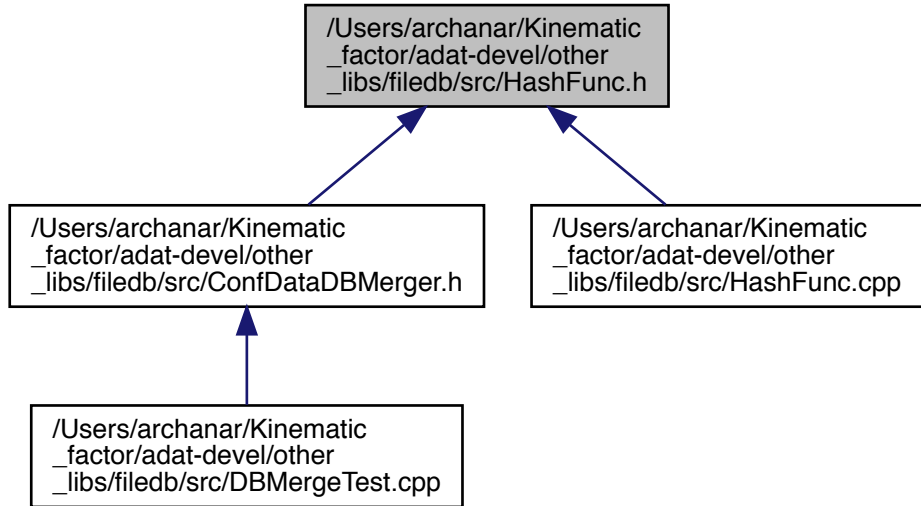 /Users/archanar/Kinematic
_factor/adat-devel/other
_libs/filedb/src/HashFunc.h
/Users/archanar/Kinematic
_factor/adat-devel/other
_libs/filedb/src/ConfDataDBMerger.h
/Users/archanar/Kinematic
_factor/adat-devel/other
_libs/filedb/src/HashFunc.cpp
/Users/archanar/Kinematic
_factor/adat-devel/other
_libs/filedb/src/DBMergeTest.cpp